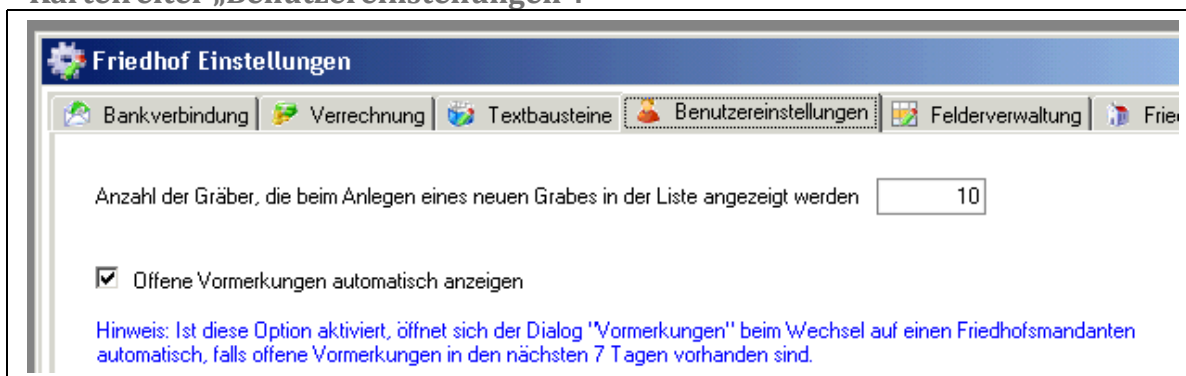 Kartenreiter „Benutzereinstellungen“:
Friedhof Einstellungen
Bankverbindung Verrechnung Textbausteine Benutzereinstellungen Felderverwaltung
Anzahl der Gräber, die beim Anlegen eines neuen Grabes in der Liste angezeigt werden 10
Offene Vormerkungen automatisch anzeigen
Hinweis: Ist diese Option aktiviert, öffnet sich der Dialog "Vormerkungen" beim Wechsel auf einen Friedhofsmandanten
automatisch, falls offene Vormerkungen in den nächsten 7 Tagen vorhanden sind.